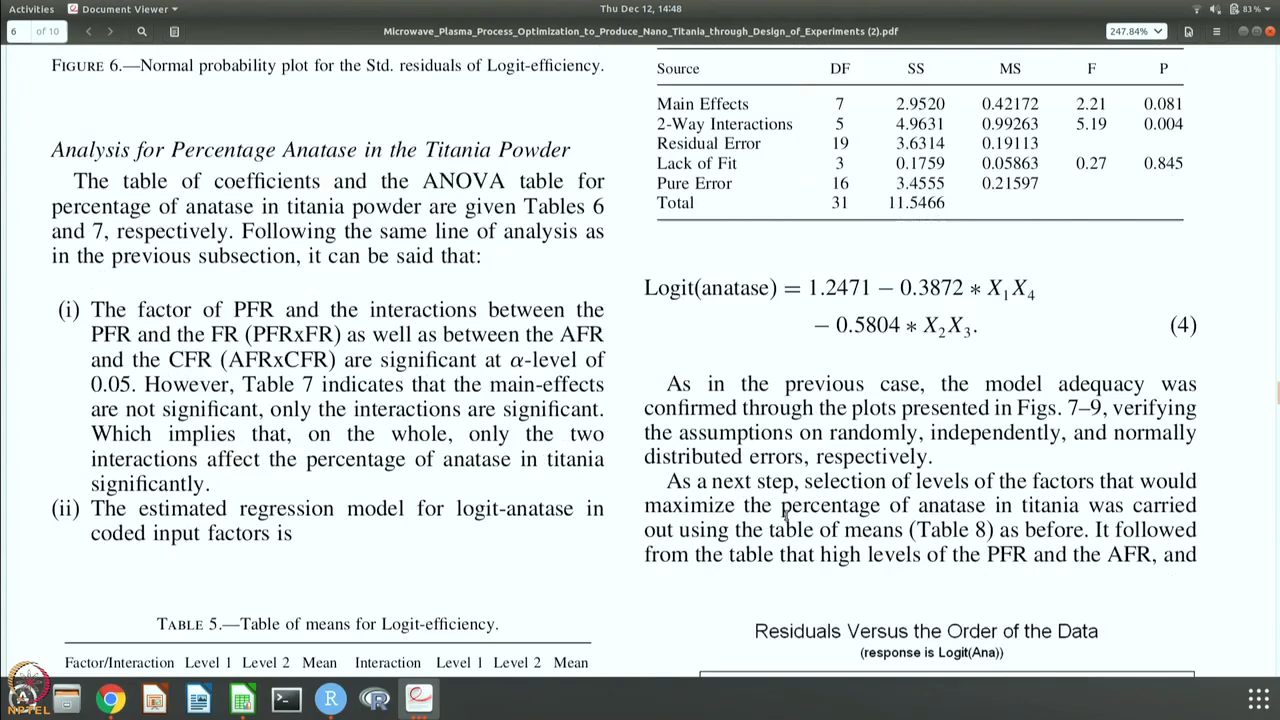 Activities
Document Viewer
Thu Dec 12, 14:48
83 %
6
of 10
Microwave_Plasma_Process_Optimization_to_Produce_Nano_Titania_through_Design_of_Experiments (2).pdf
247.84%
FIGURE 6.—Normal probability plot for the Std. residuals of Logit-efficiency.
Analysis for Percentage Anatase in the Titania Powder
The table of coefficients and the ANOVA table for
percentage of anatase in titania powder are given Tables 6
and 7, respectively. Following the same line of analysis as
in the previous subsection, it can be said that:
(i) The factor of PFR and the interactions between the
PFR and the FR (PFRxFR) as well as between the AFR
and the CFR (AFRxCFR) are significant at α-level of
0.05. However, Table 7 indicates that the main-effects
are not significant, only the interactions are significant.
Which implies that, on the whole, only the two
interactions affect the percentage of anatase in titania
significantly.
(ii) The estimated regression model for logit-anatase in
coded input factors is
TABLE 5.—Table of means for Logit-efficiency.
Factor/Interaction Level 1 Level 2 Mean Interaction Level 1 Level 2 Mean
Source DF SS MS F P
Main Effects 7 2.9520 0.42172 2.21 0.081
2-Way Interactions 5 4.9631 0.99263 5.19 0.004
Residual Error 19 3.6314 0.19113
Lack of Fit 3 0.1759 0.05863 0.27 0.845
Pure Error 16 3.4555 0.21597
Total 31 11.5466
Logit(anatase) = 1.2471 − 0.3872 ∗ X₁X₄
− 0.5804 ∗ X₂X₃. (4)
As in the previous case, the model adequacy was
confirmed through the plots presented in Figs. 7–9, verifying
the assumptions on randomly, independently, and normally
distributed errors, respectively.
As a next step, selection of levels of the factors that would
maximize the percentage of anatase in titania was carried
out using the table of means (Table 8) as before. It followed
from the table that high levels of the PFR and the AFR, and
Residuals Versus the Order of the Data
(response is Logit(Ana))
NPTEL